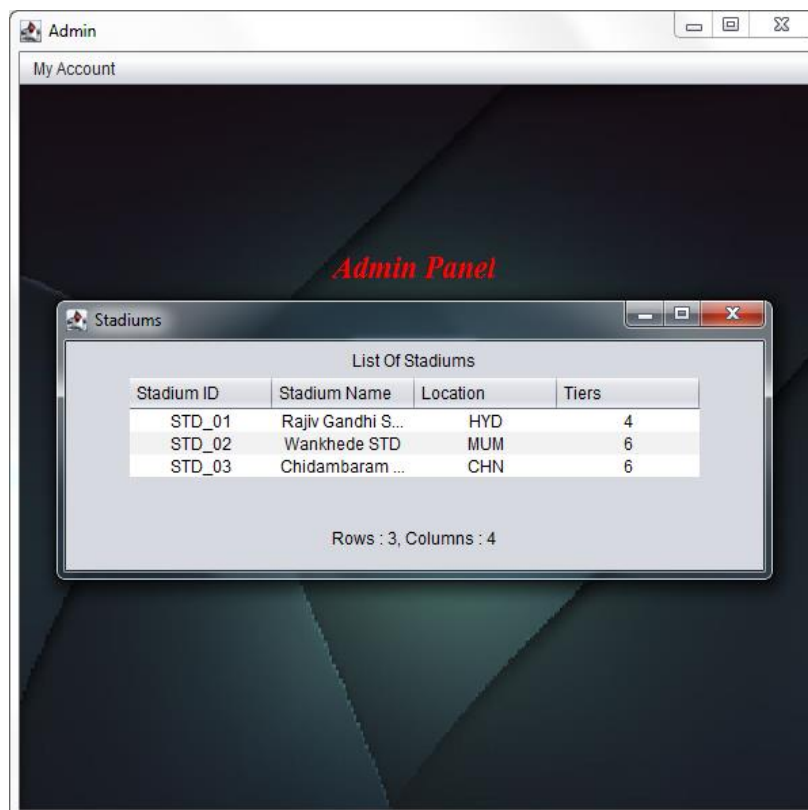 Admin
My Account
Admin Panel
Stadiums
List Of Stadiums
Stadium ID Stadium Name Location Tiers
STD_01 Rajiv Gandhi S... HYD 4
STD_02 Wankhede STD MUM 6
STD_03 Chidambaram ... CHN 6
Rows : 3, Columns : 4